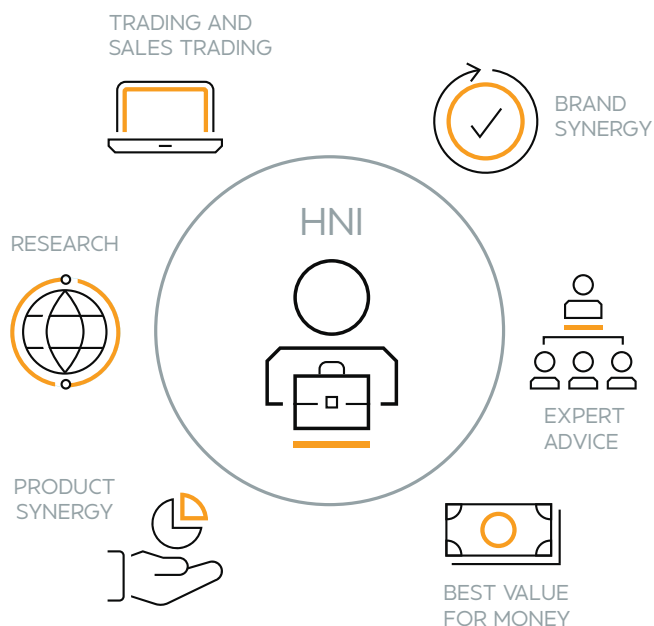 TRADING AND
SALES TRADING
BRAND
SYNERGY
HNI
RESEARCH
EXPERT
ADVICE
PRODUCT
SYNERGY
BEST VALUE
FOR MONEY